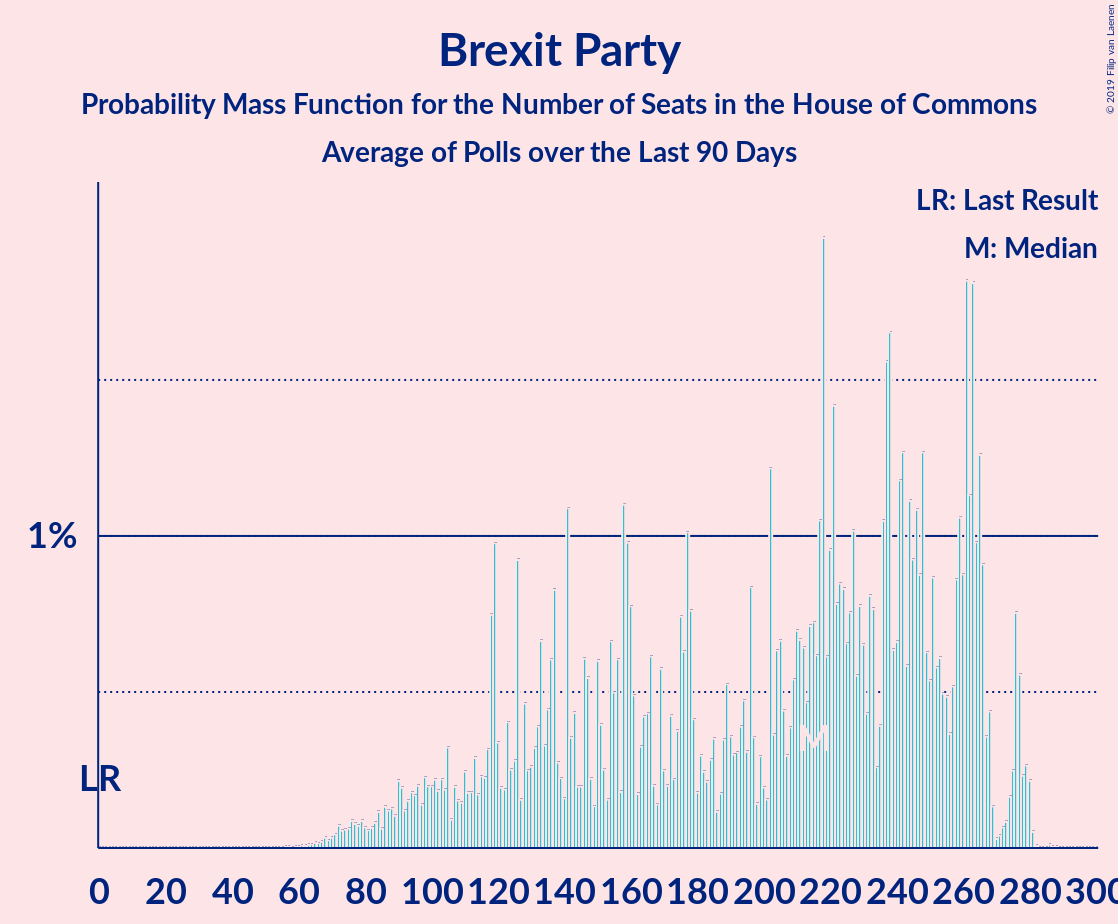 Brexit Party
Probability Mass Function for the Number of Seats in the House of Commons
Average of Polls over the Last 90 Days
© 2019 Filip van Laenen
LR: Last Result
M: Median
1%
LR
M
0 20 40 60 80 100 120 140 160 180 200 220 240 260 280 300